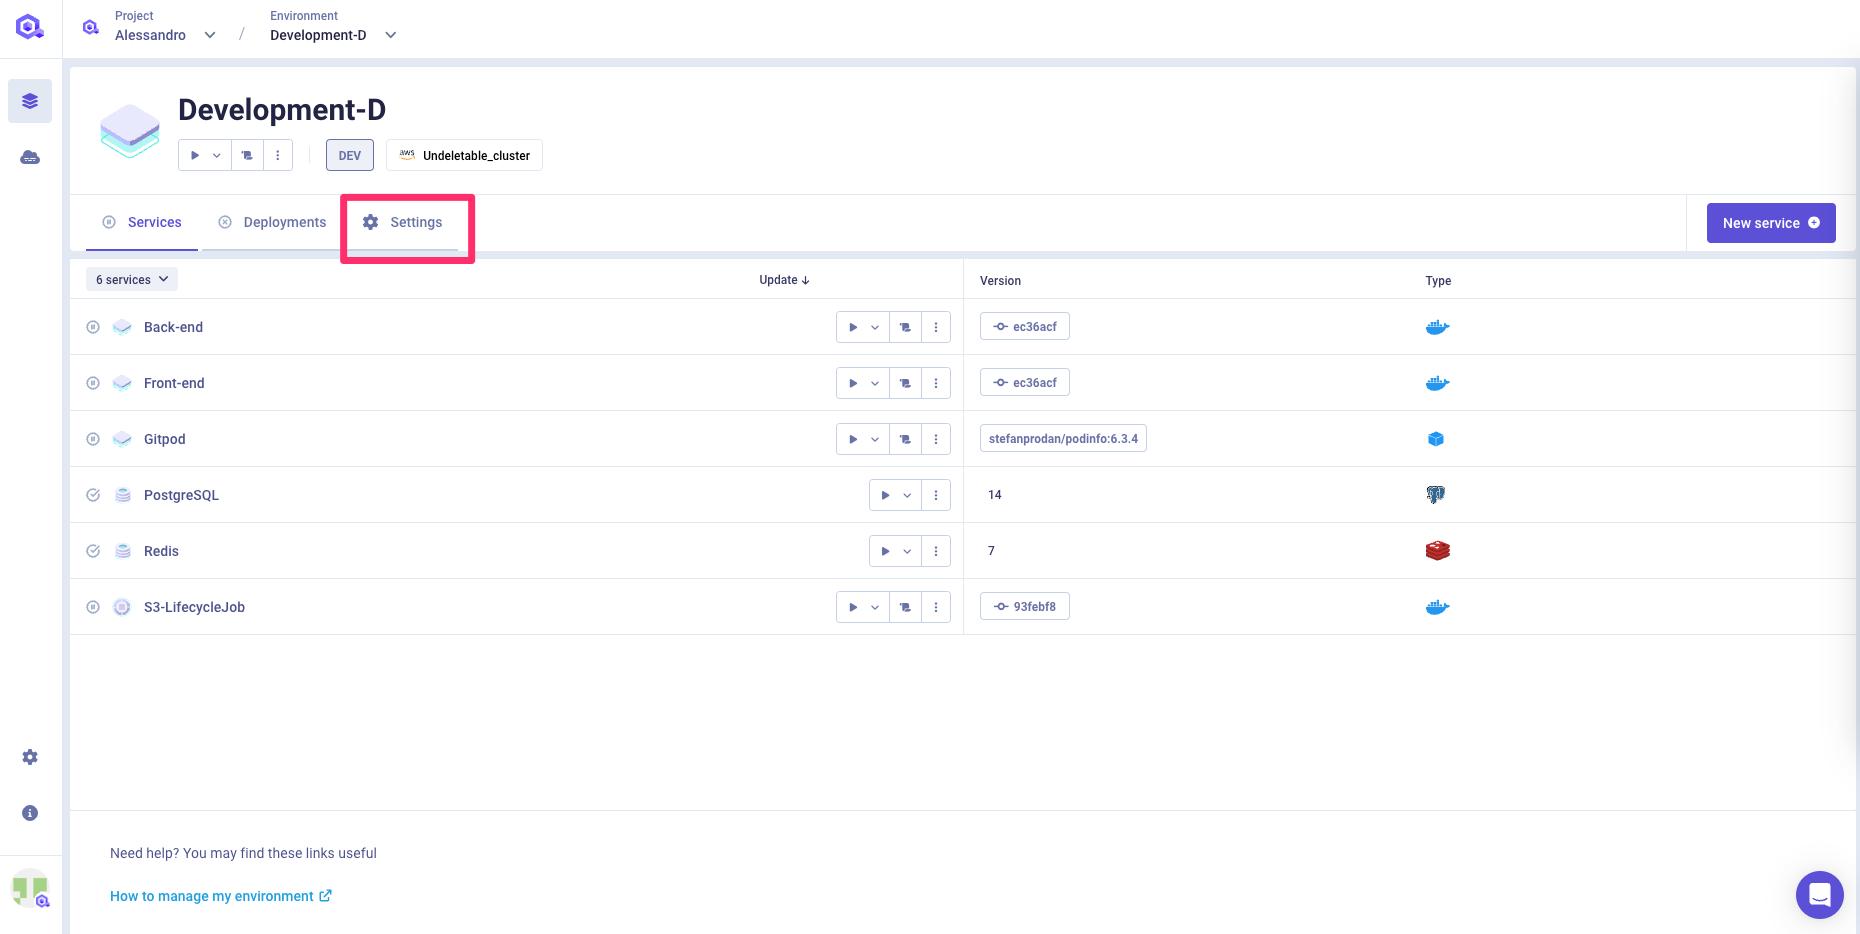 Project
Alessandro
/
Environment
Development-D
Development-D
DEV
aws
Undeletable_cluster
Services
Deployments
Settings
New service
6 services
Update
Version
Type
Back-end
ec36acf
Front-end
ec36acf
Gitpod
stefanprodan/podinfo:6.3.4
PostgreSQL
14
Redis
7
S3-LifecycleJob
93febf8
Need help? You may find these links useful
How to manage my environment